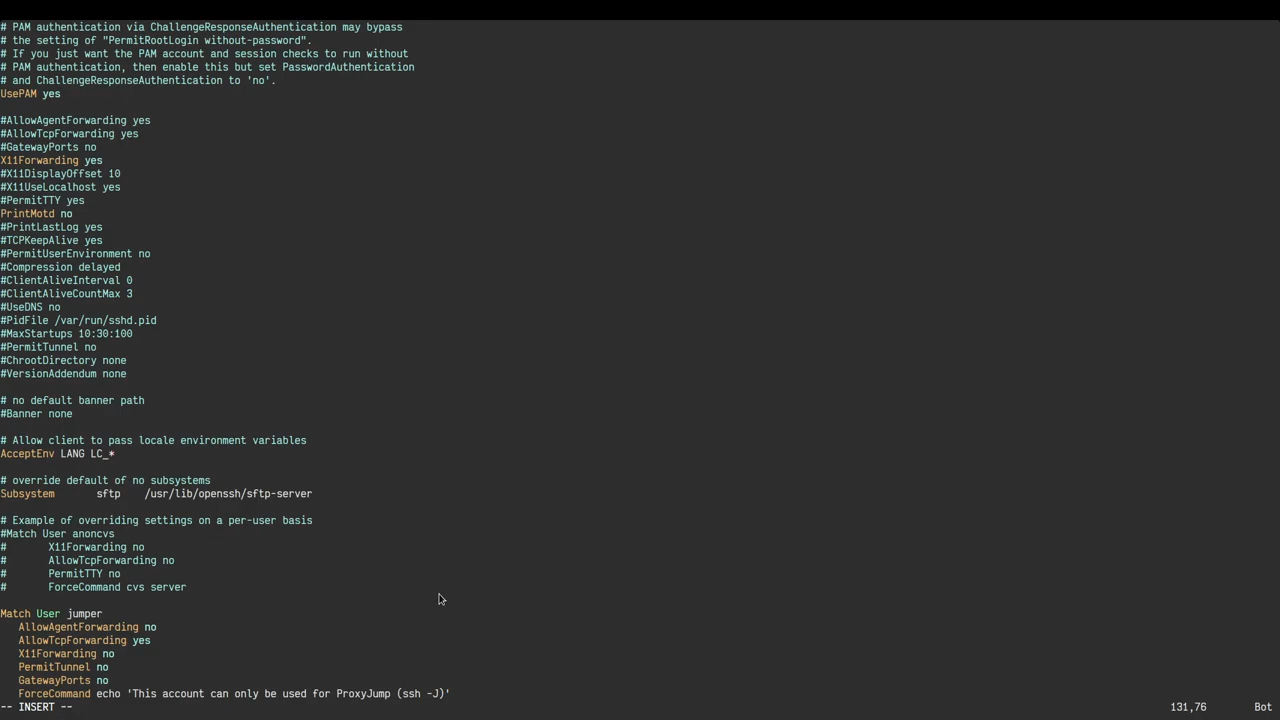 # PAM authentication via ChallengeResponseAuthentication may bypass
# the setting of "PermitRootLogin without-password".
# If you just want the PAM account and session checks to run without
# PAM authentication, then enable this but set PasswordAuthentication
# and ChallengeResponseAuthentication to 'no'.
UsePAM yes
#AllowAgentForwarding yes
#AllowTcpForwarding yes
#GatewayPorts no
X11Forwarding yes
#X11DisplayOffset 10
#X11UseLocalhost yes
#PermitTTY yes
PrintMotd no
#PrintLastLog yes
#TCPKeepAlive yes
#PermitUserEnvironment no
#Compression delayed
#ClientAliveInterval 0
#ClientAliveCountMax 3
#UseDNS no
#PidFile /var/run/sshd.pid
#MaxStartups 10:30:100
#PermitTunnel no
#ChrootDirectory none
#VersionAddendum none
# no default banner path
#Banner none
# Allow client to pass locale environment variables
AcceptEnv LANG LC_*
# override default of no subsystems
Subsystem sftp /usr/lib/openssh/sftp-server
# Example of overriding settings on a per-user basis
#Match User anoncvs
# X11Forwarding no
# AllowTcpForwarding no
# PermitTTY no
# ForceCommand cvs server
Match User jumper
AllowAgentForwarding no
AllowTcpForwarding yes
X11Forwarding no
PermitTunnel no
GatewayPorts no
ForceCommand echo 'This account can only be used for ProxyJump (ssh -J)'
-- INSERT -- 131,76 Bot